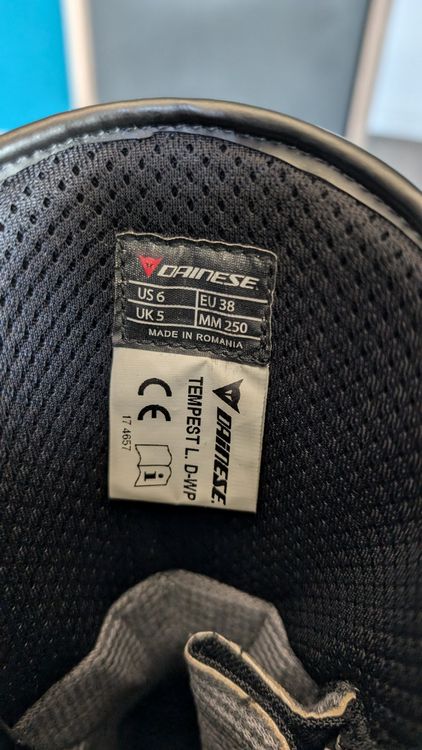 DAINESE
US 6 EU 38
UK 5 MM 250
MADE IN ROMANIA
DAINESE
TEMPEST L. D-WP
CE
i
17 4657